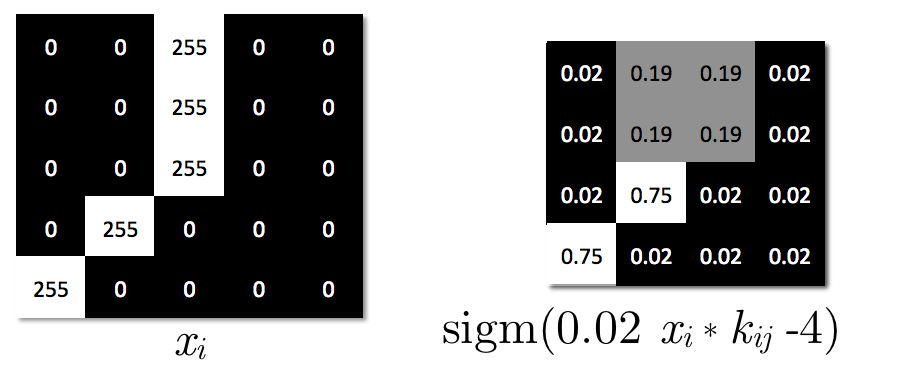 0 0 255 0 0
0 0 255 0 0
0 0 255 0 0
0 255 0 0 0
255 0 0 0 0
xᵢ
0.02 0.19 0.19 0.02
0.02 0.19 0.19 0.02
0.02 0.75 0.02 0.02
0.75 0.02 0.02 0.02
sigm(0.02 xᵢ * kᵢⱼ -4)